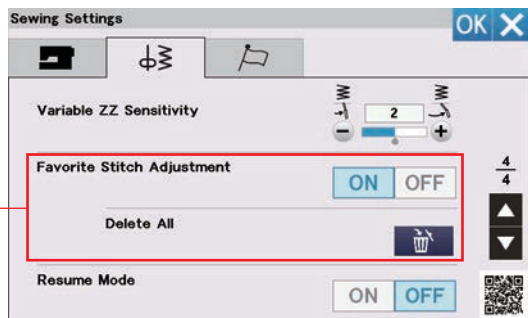 Sewing Settings
OK
Variable ZZ Sensitivity
2
Favorite Stitch Adjustment
ON OFF
4
4
Delete All
Resume Mode
ON OFF